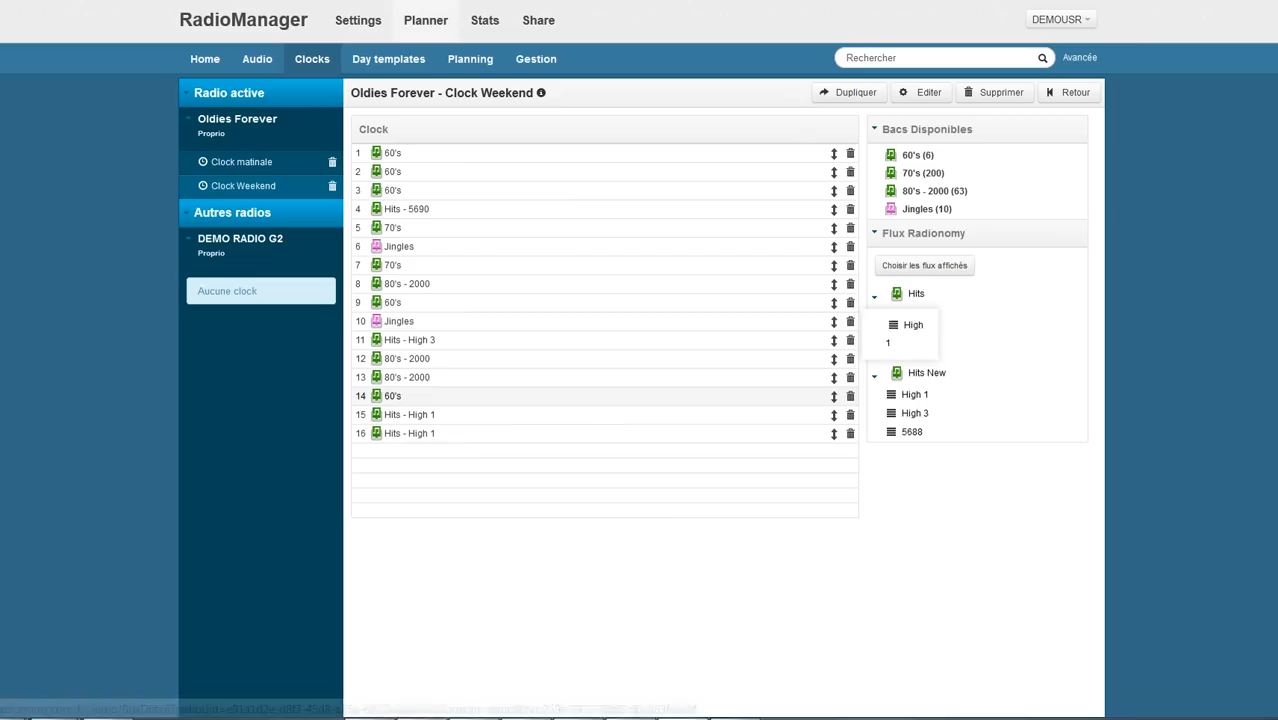 RadioManager Settings Planner Stats Share DEMOUSR
Home Audio Clocks Day templates Planning Gestion Rechercher Avancée
Radio active
Oldies Forever
Proprio
Clock matinale
Clock Weekend
Autres radios
DEMO RADIO G2
Proprio
Aucune clock
Oldies Forever - Clock Weekend
Dupliquer Editer Supprimer Retour
Clock
1 60's
2 60's
3 60's
4 Hits - 5690
5 70's
6 Jingles
7 70's
8 80's - 2000
9 60's
10 Jingles
11 Hits - High 3
12 80's - 2000
13 80's - 2000
14 60's
15 Hits - High 1
16 Hits - High 1
Bacs Disponibles
60's (6)
70's (200)
80's - 2000 (63)
Jingles (10)
Flux Radionomy
Choisir les flux affichés
Hits
High
1
Hits New
High 1
High 3
5688